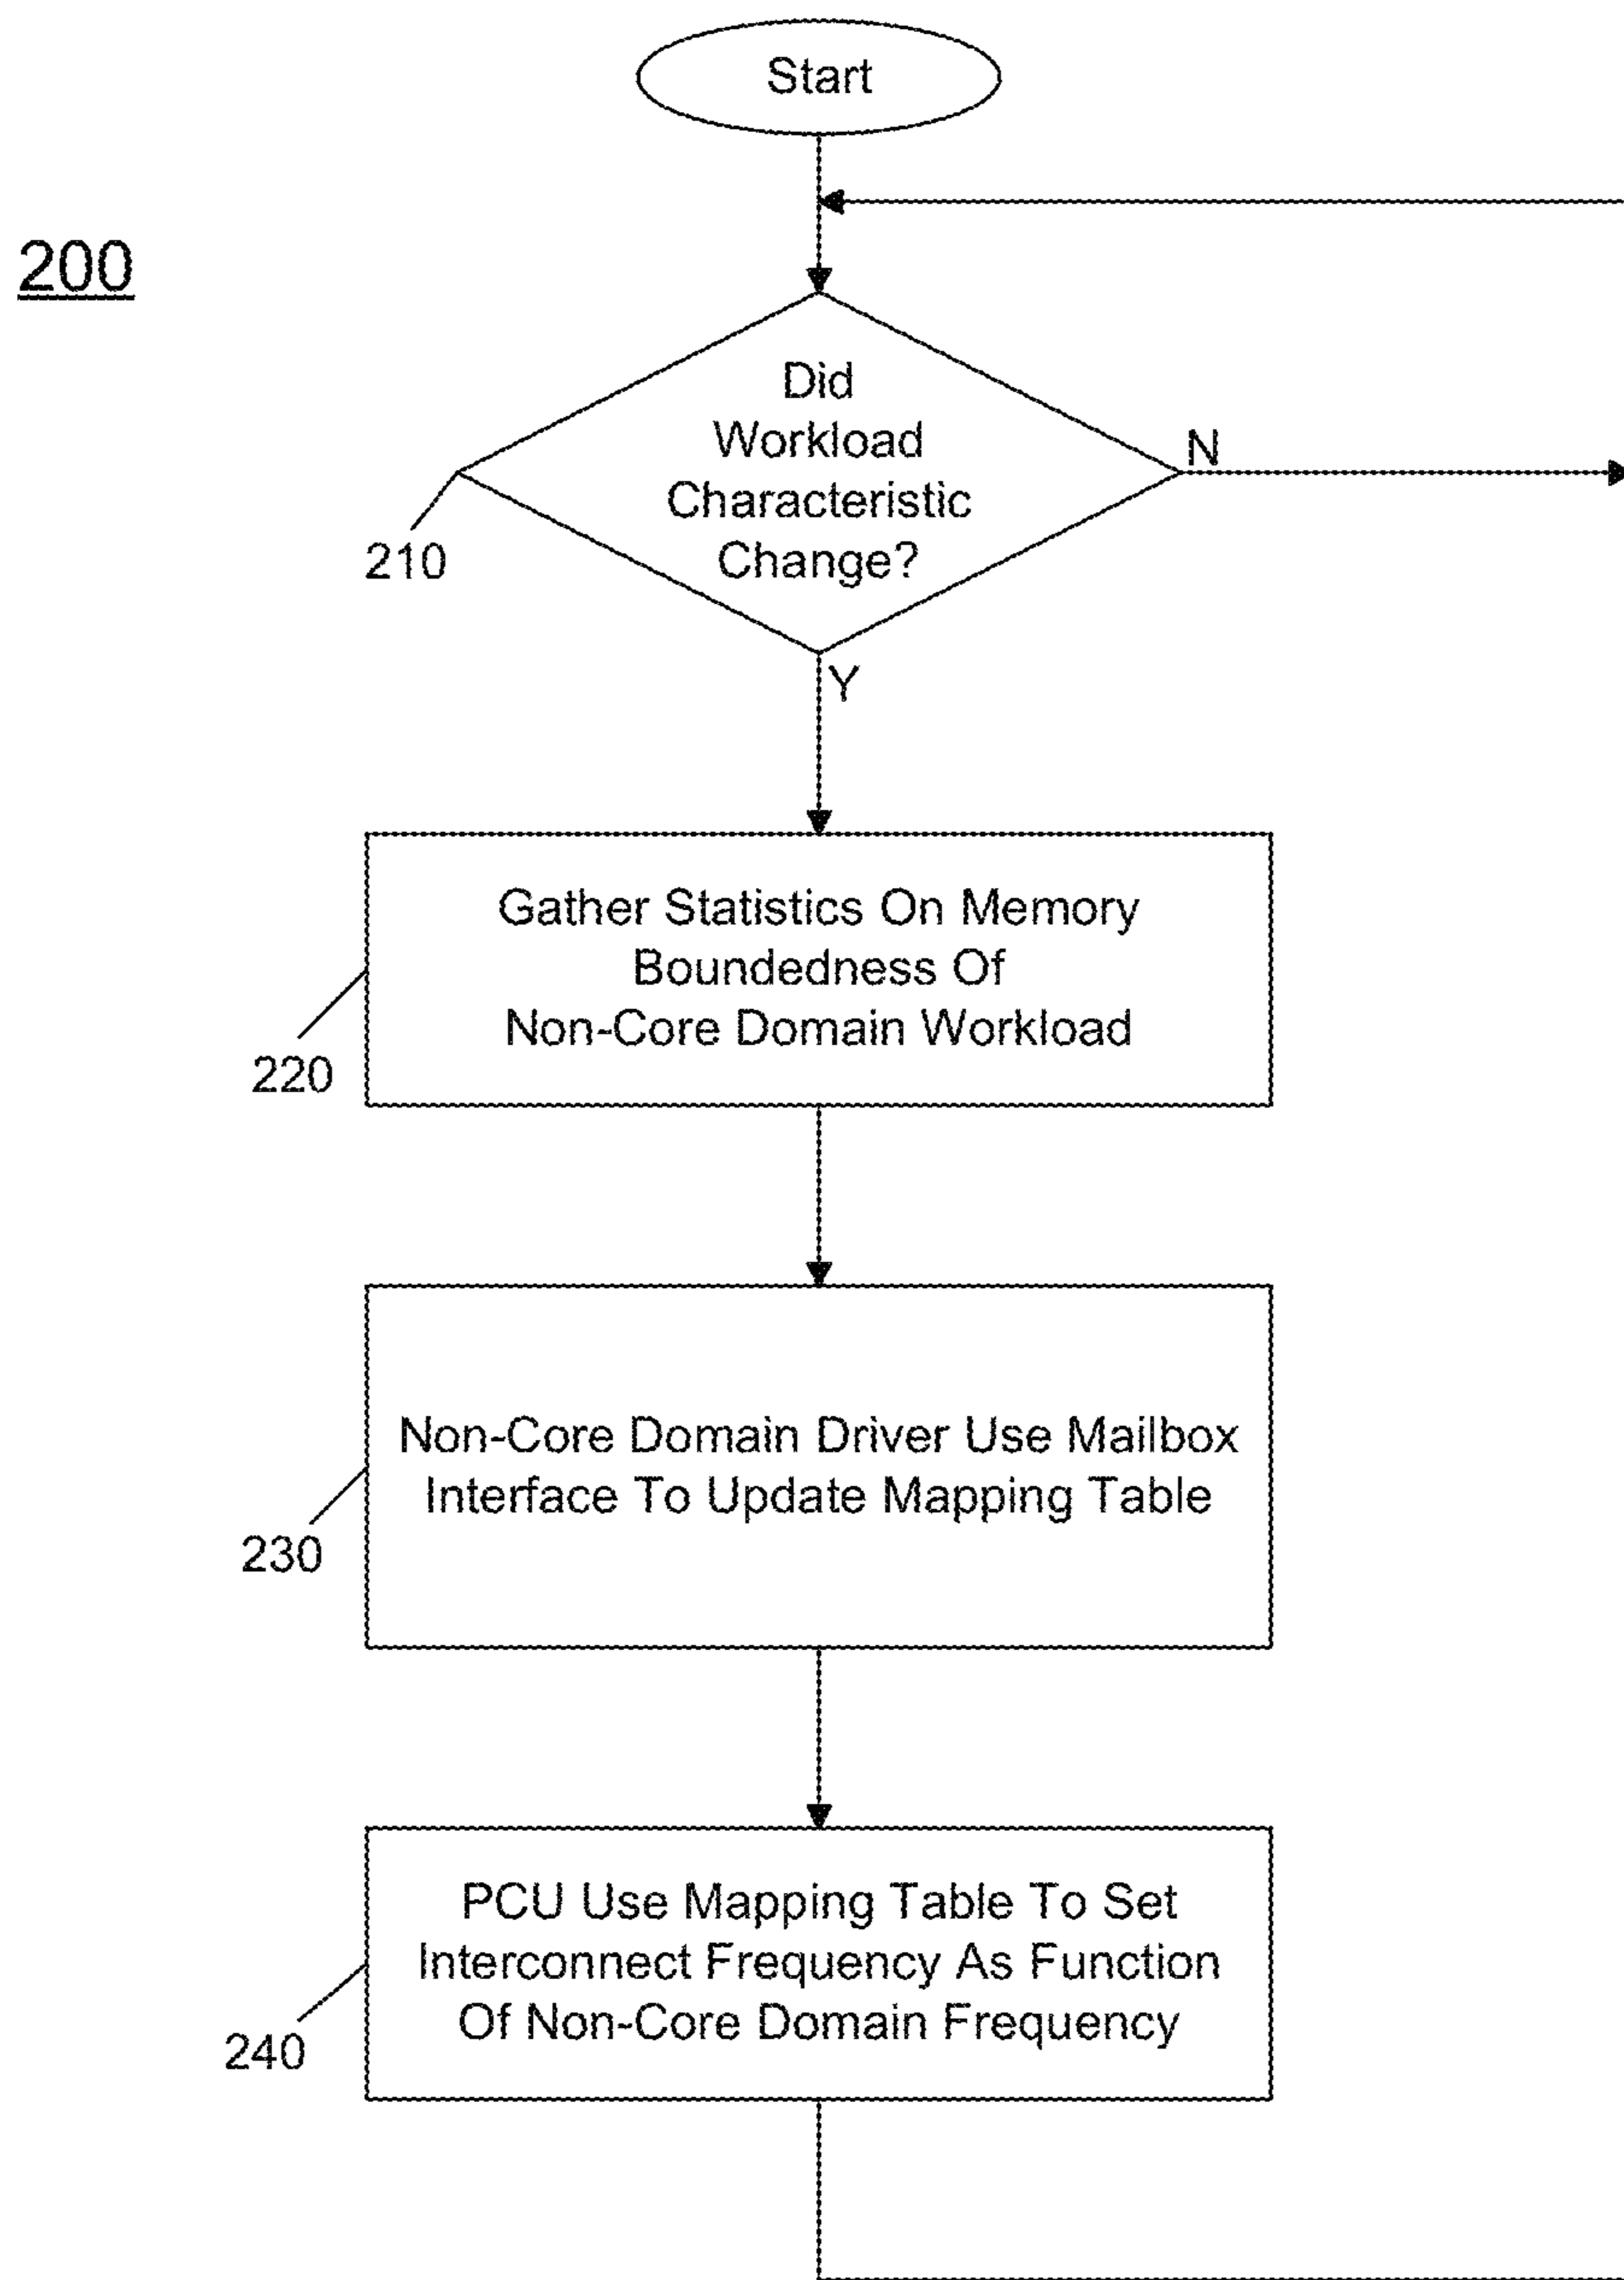 Start
200
Did
Workload
Characteristic
Change?
N
210
Y
Gather Statistics On Memory
Boundedness Of
Non-Core Domain Workload
220
Non-Core Domain Driver Use Mailbox
Interface To Update Mapping Table
230
PCU Use Mapping Table To Set
Interconnect Frequency As Function
Of Non-Core Domain Frequency
240